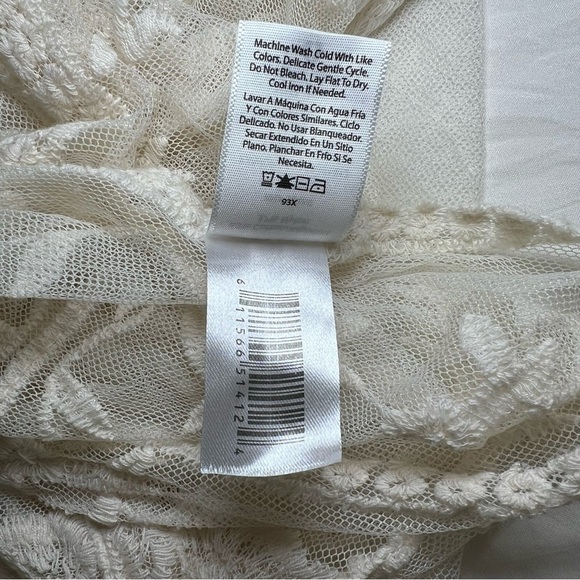 Machine Wash Cold With Like
Colors. Delicate Gentle Cycle.
Do Not Bleach. Lay Flat To Dry.
Cool Iron If Needed.
Lavar A Máquina Con Agua Fría
Y Con Colores Similares. Ciclo
Delicado. No Usar Blanqueador.
Secar Extendido En Un Sitio
Plano. Planchar En Frío Si Se
Necesita.
93X
6 11566 51412 4